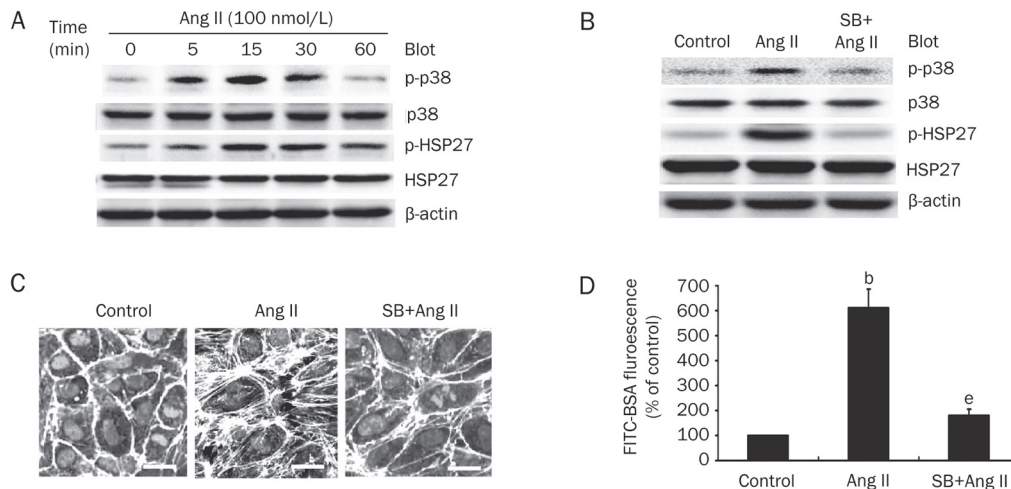 A
Time
(min)
Ang II (100 nmol/L)
0 5 15 30 60 Blot
p-p38
p38
p-HSP27
HSP27
β-actin
B
Control Ang II SB+
Ang II Blot
p-p38
p38
p-HSP27
HSP27
β-actin
C
Control Ang II SB+Ang II
D
FITC-BSA fluroescence
(% of control)
700
600
500
400
300
200
100
0
b
e
Control Ang II SB+Ang II